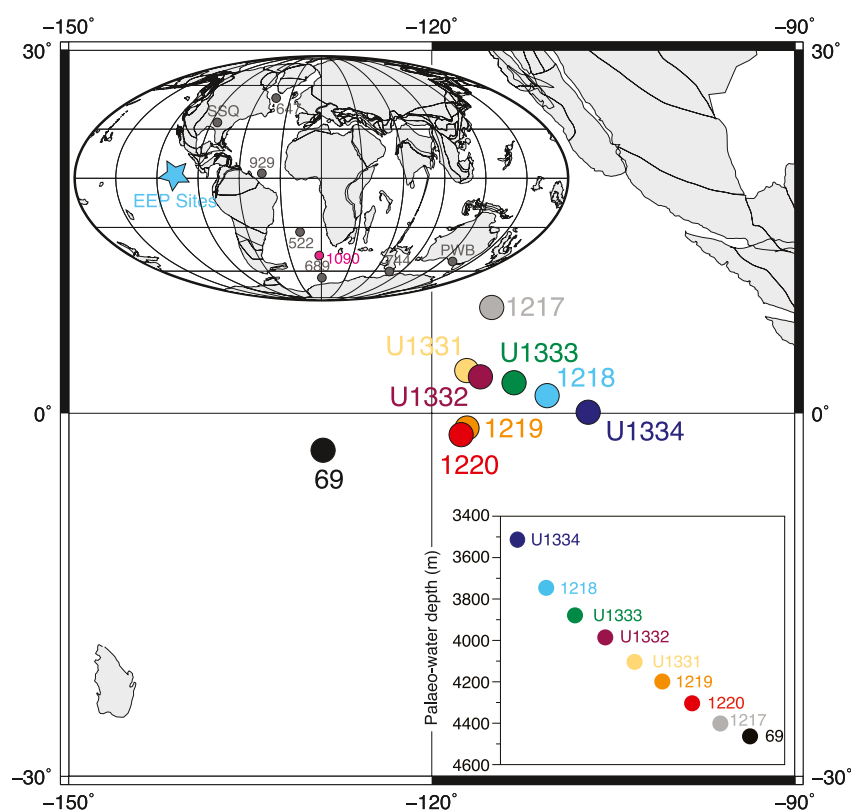 −150˚ −120˚ −90˚
30˚ 30˚
647
SSQ
929
EEP Sites
522
1090
689
744
PWB
1217
U1331
U1333
1218
U1332
0˚ 0˚
U1334
1219
1220
69
Palaeo-water depth (m)
3400
3600
3800
4000
4200
4400
4600
U1334
1218
U1333
U1332
U1331
1219
1220
1217
69
−30˚ −30˚
−150˚ −120˚ −90˚